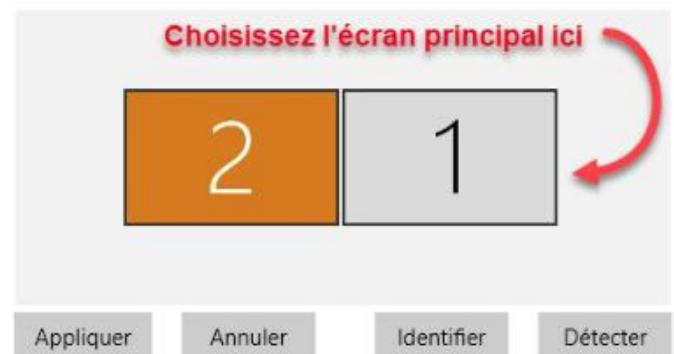 Choisissez l'écran principal ici
2 1
Appliquer Annuler Identifier Détecter